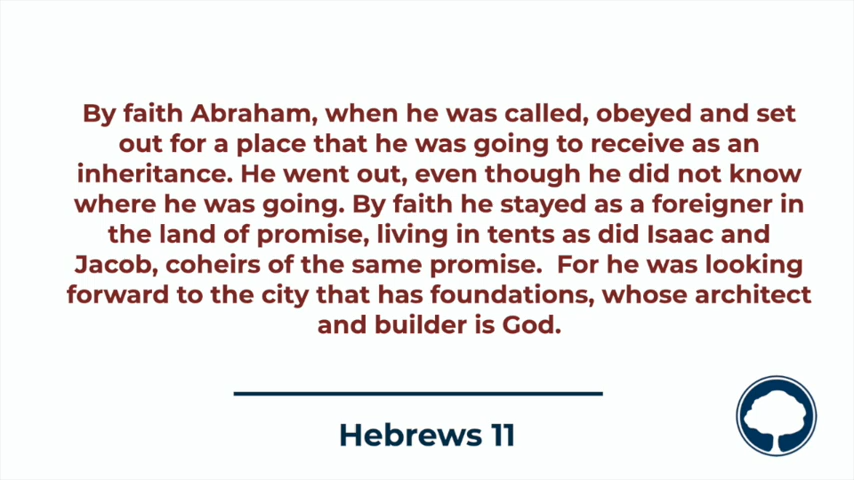 By faith Abraham, when he was called, obeyed and set
out for a place that he was going to receive as an
inheritance. He went out, even though he did not know
where he was going. By faith he stayed as a foreigner in
the land of promise, living in tents as did Isaac and
Jacob, coheirs of the same promise.  For he was looking
forward to the city that has foundations, whose architect
and builder is God.
Hebrews 11